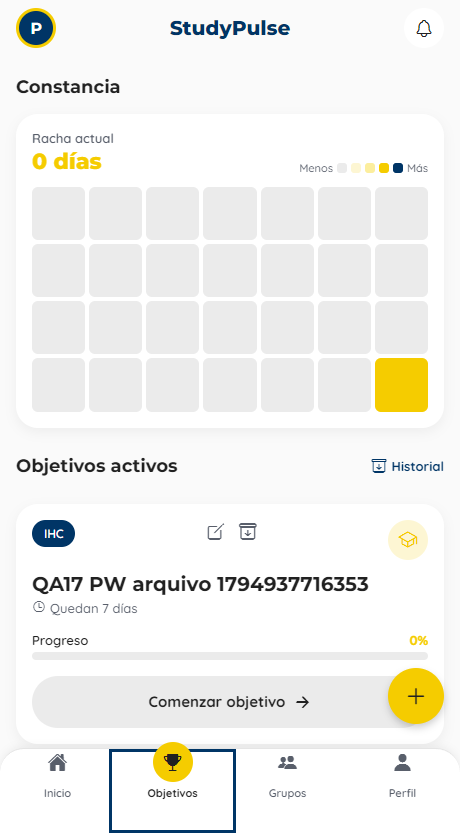 P
StudyPulse
Constancia
Racha actual
0 días
Menos
Más
Objetivos activos
Historial
IHC
QA17 PW arquivo 1794937716353
Quedan 7 días
Progreso
0%
Comenzar objetivo →
+
Inicio
Objetivos
Grupos
Perfil